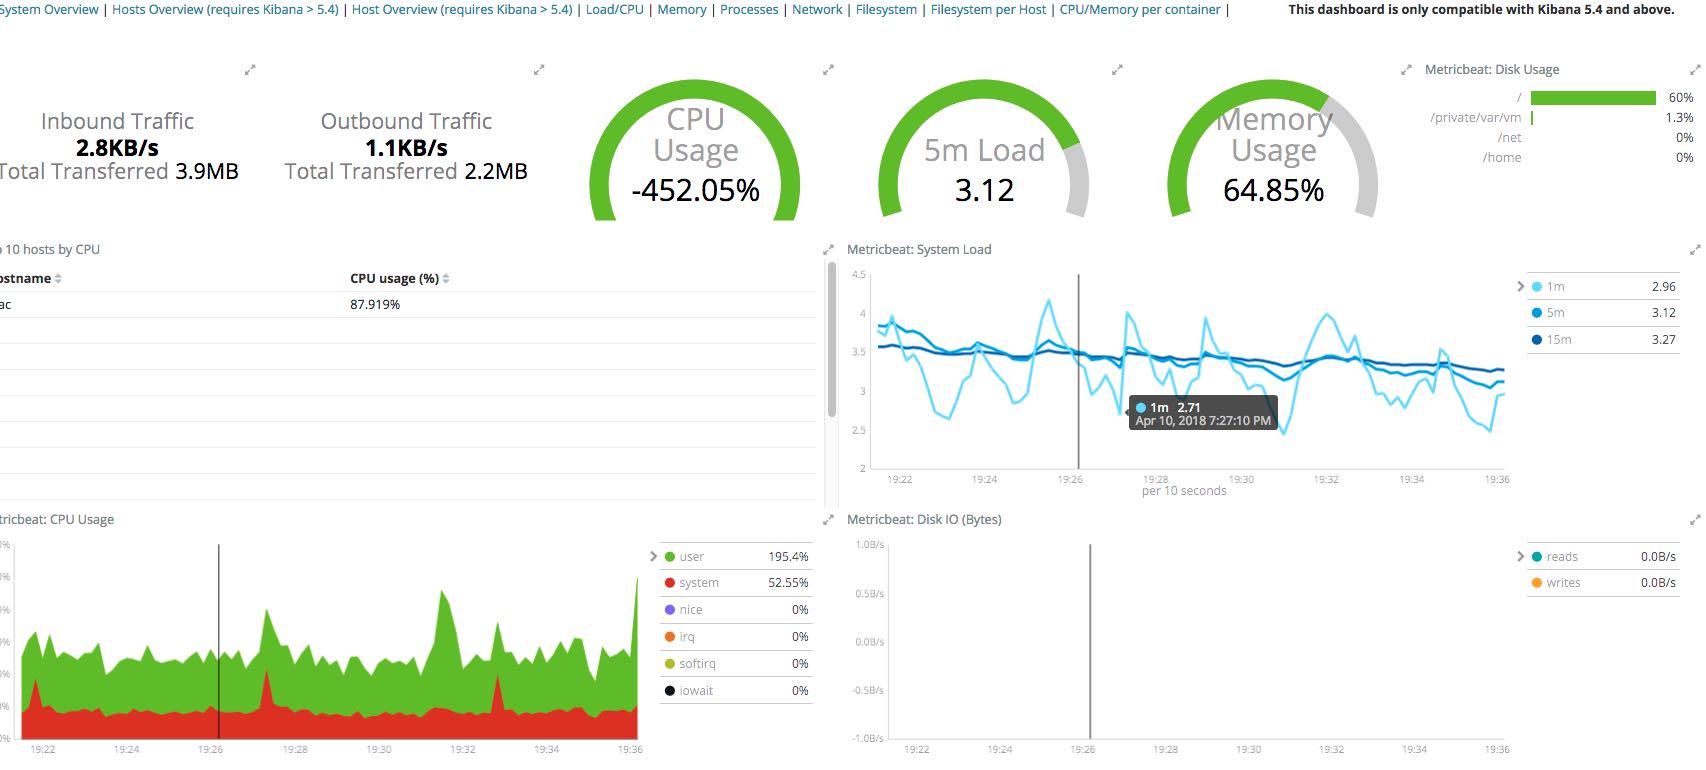 System Overview | Hosts Overview (requires Kibana > 5.4) | Host Overview (requires Kibana > 5.4) | Load/CPU | Memory | Processes | Network | Filesystem | Filesystem per Host | CPU/Memory per container |
This dashboard is only compatible with Kibana 5.4 and above.
Inbound Traffic
2.8KB/s
Total Transferred 3.9MB
Outbound Traffic
1.1KB/s
Total Transferred 2.2MB
CPU
Usage
-452.05%
5m Load
3.12
Memory
Usage
64.85%
Metricbeat: Disk Usage
/ 60%
/private/var/vm 1.3%
/net 0%
/home 0%
p 10 hosts by CPU
ostname CPU usage (%)
ac 87.919%
Metricbeat: System Load
4.5
4
3.5
3
2.5
2
19:22 19:24 19:26 19:28 19:30 19:32 19:34 19:36
per 10 seconds
1m 2.71
Apr 10, 2018 7:27:10 PM
1m 2.96
5m 3.12
15m 3.27
tricbeat: CPU Usage
0%
0%
0%
0%
0%
0%
0%
19:22 19:24 19:26 19:28 19:30 19:32 19:34 19:36
user 195.4%
system 52.55%
nice 0%
irq 0%
softirq 0%
iowait 0%
Metricbeat: Disk IO (Bytes)
1.0B/s
0.5B/s
0.0B/s
-0.5B/s
-1.0B/s
19:22 19:24 19:26 19:28 19:30 19:32 19:34 19:36
reads 0.0B/s
writes 0.0B/s